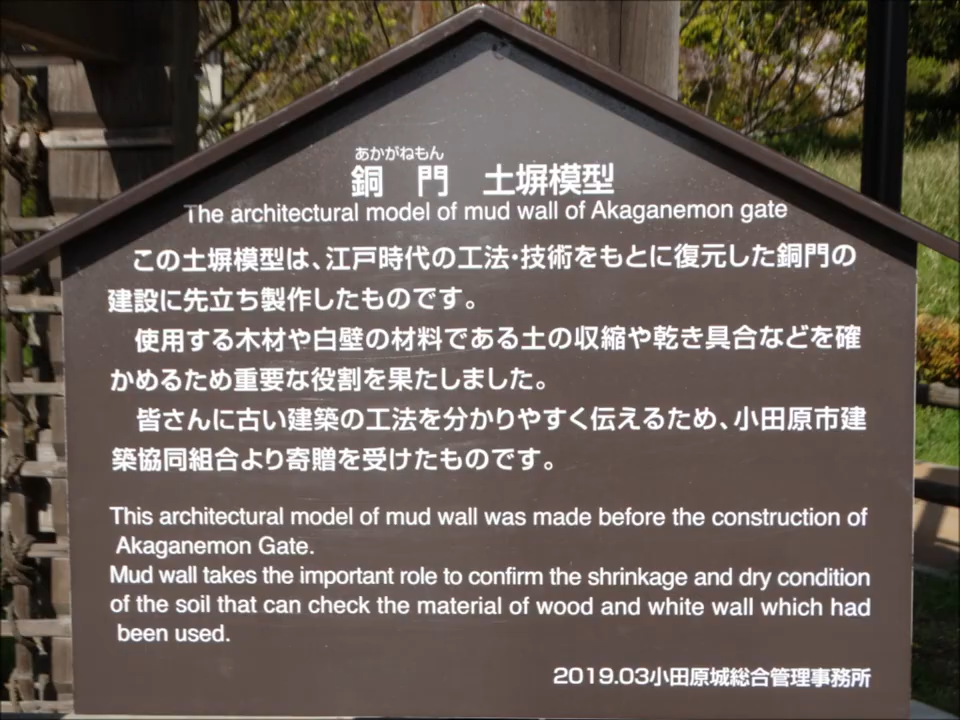 あかがねもん
銅　門　土塀模型
The architectural model of mud wall of Akaganemon gate
この土塀模型は、江戸時代の工法・技術をもとに復元した銅門の
建設に先立ち製作したものです。
使用する木材や白壁の材料である土の収縮や乾き具合などを確
かめるため重要な役割を果たしました。
皆さんに古い建築の工法を分かりやすく伝えるため、小田原市建
築協同組合より寄贈を受けたものです。
This architectural model of mud wall was made before the construction of
Akaganemon Gate.
Mud wall takes the important role to confirm the shrinkage and dry condition
of the soil that can check the material of wood and white wall which had
been used.
2019.03小田原城総合管理事務所